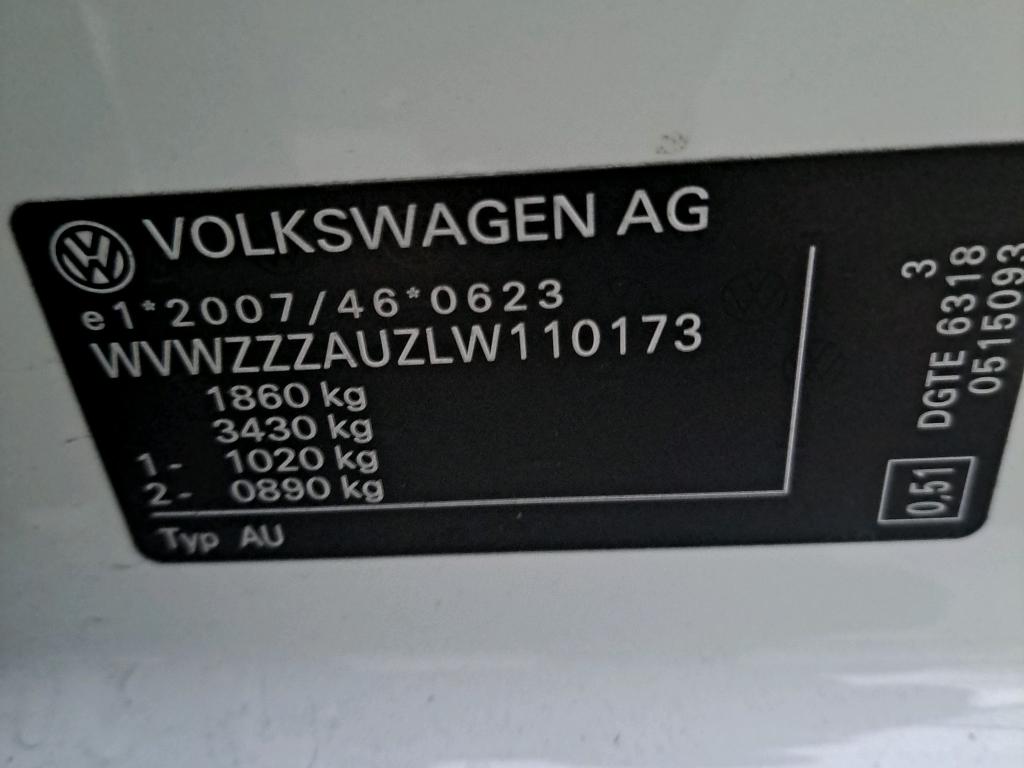 VOLKSWAGEN AG
e1*2007/46*0623
WVWZZZAUZLW110173
1860 kg
3430 kg
1- 1020 kg
2- 0890 kg
Typ AU
3
DGTE 6318
0515093
0,51